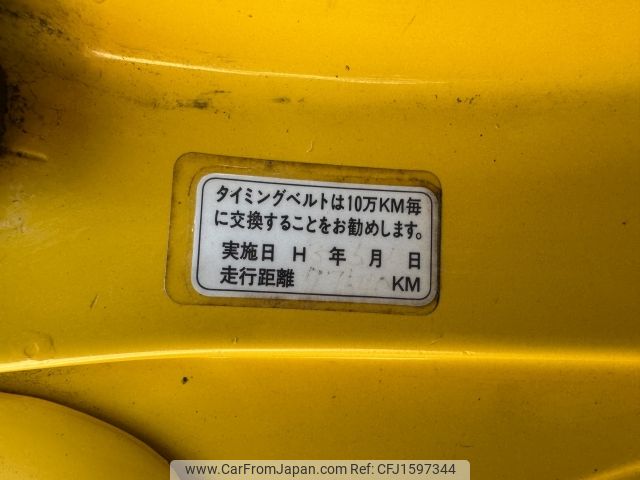 タイミングベルトは10万KM毎
に交換することをお勧めします。
実施日 H 年 月 日
走行距離 KM
www.CarFromJapan.com | CFJ1597344